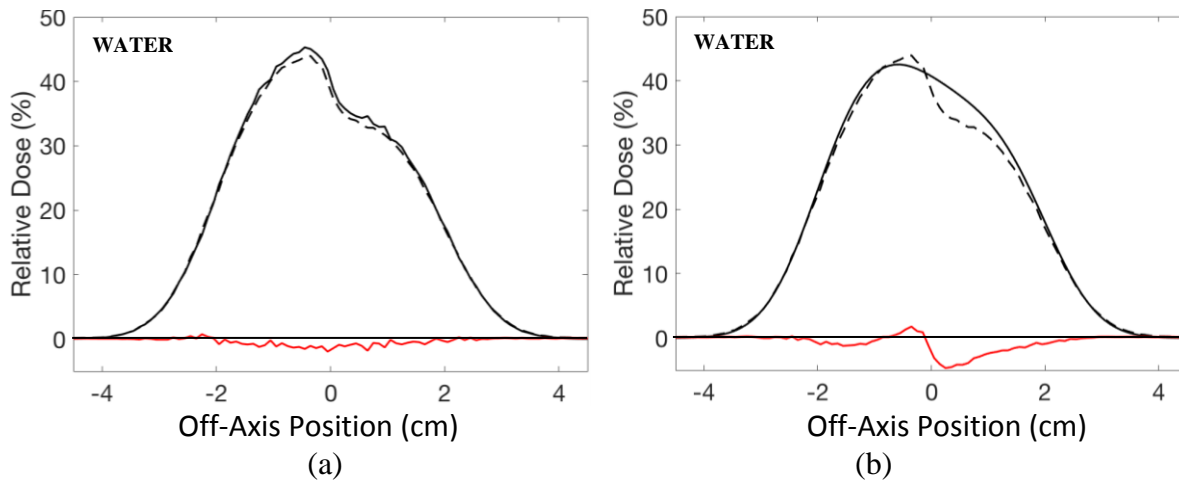 50
40
30
20
10
0
Relative Dose (%)
WATER
-4 -2 0 2 4
Off-Axis Position (cm)
(a)
50
40
30
20
10
0
Relative Dose (%)
WATER
-4 -2 0 2 4
Off-Axis Position (cm)
(b)